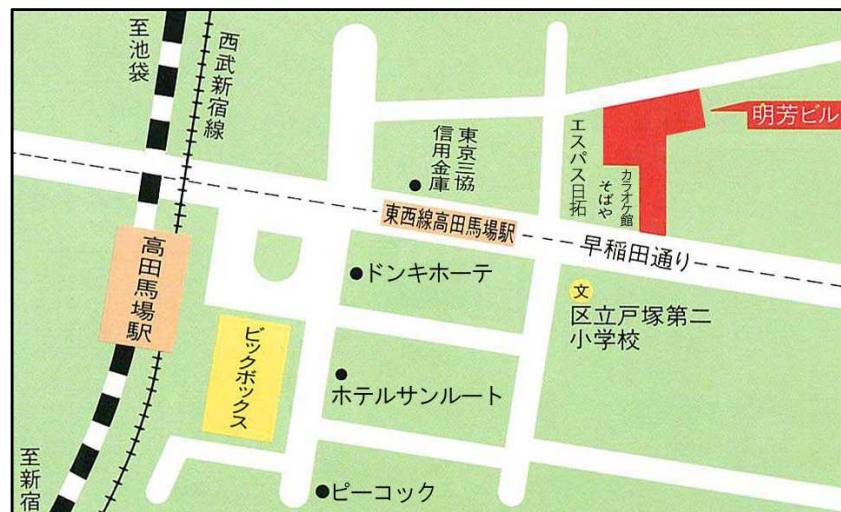 至池袋
西武新宿線
東京三協
信用金庫
エスパス日拓
そばや
カラオケ館
明芳ビル
東西線高田馬場駅
早稲田通り
高田馬場駅
ドンキホーテ
文
区立戸塚第二
小学校
ビックボックス
ホテルサンルート
至新宿
ピーコック